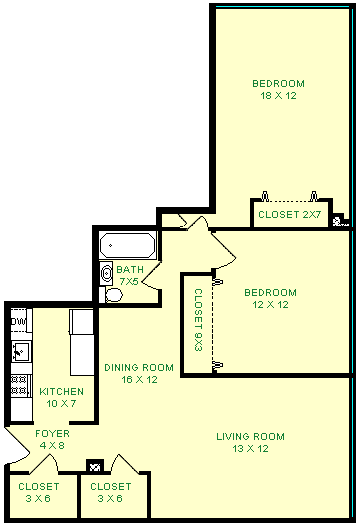 BEDROOM
18 X 12
CLOSET 2X7
BATH
7X5
BEDROOM
12 X 12
CLOSET 9X3
DW
DINING ROOM
16 X 12
KITCHEN
10 X 7
FOYER
4 X 8
LIVING ROOM
13 X 12
CLOSET
3 X 6
CLOSET
3 X 6